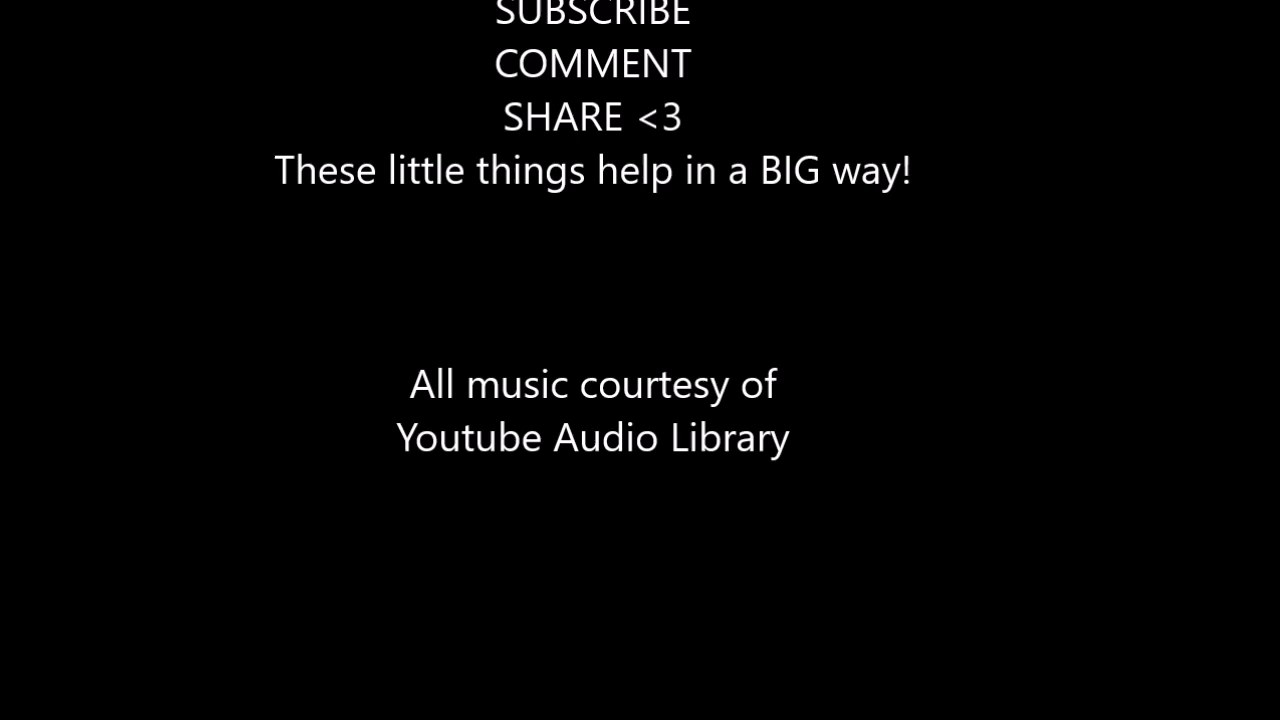 SUBSCRIBE
COMMENT
SHARE <3
These little things help in a BIG way!
All music courtesy of
Youtube Audio Library